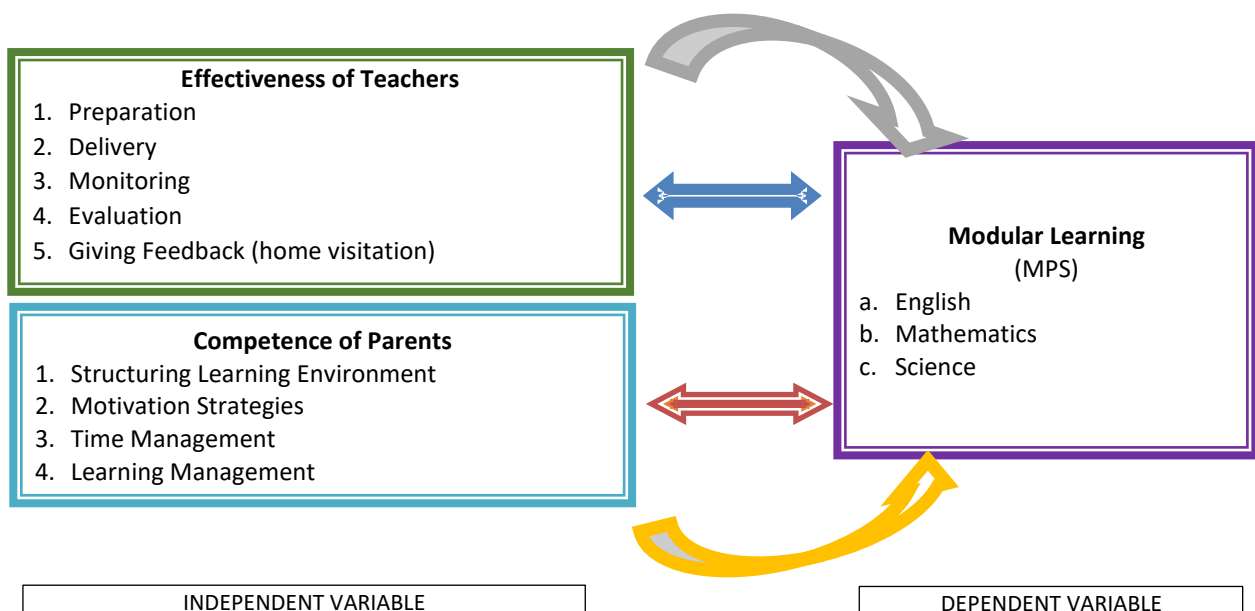 Effectiveness of Teachers
1. Preparation
2. Delivery
3. Monitoring
4. Evaluation
5. Giving Feedback (home visitation)
Competence of Parents
1. Structuring Learning Environment
2. Motivation Strategies
3. Time Management
4. Learning Management
Modular Learning
(MPS)
a. English
b. Mathematics
c. Science
INDEPENDENT VARIABLE
DEPENDENT VARIABLE